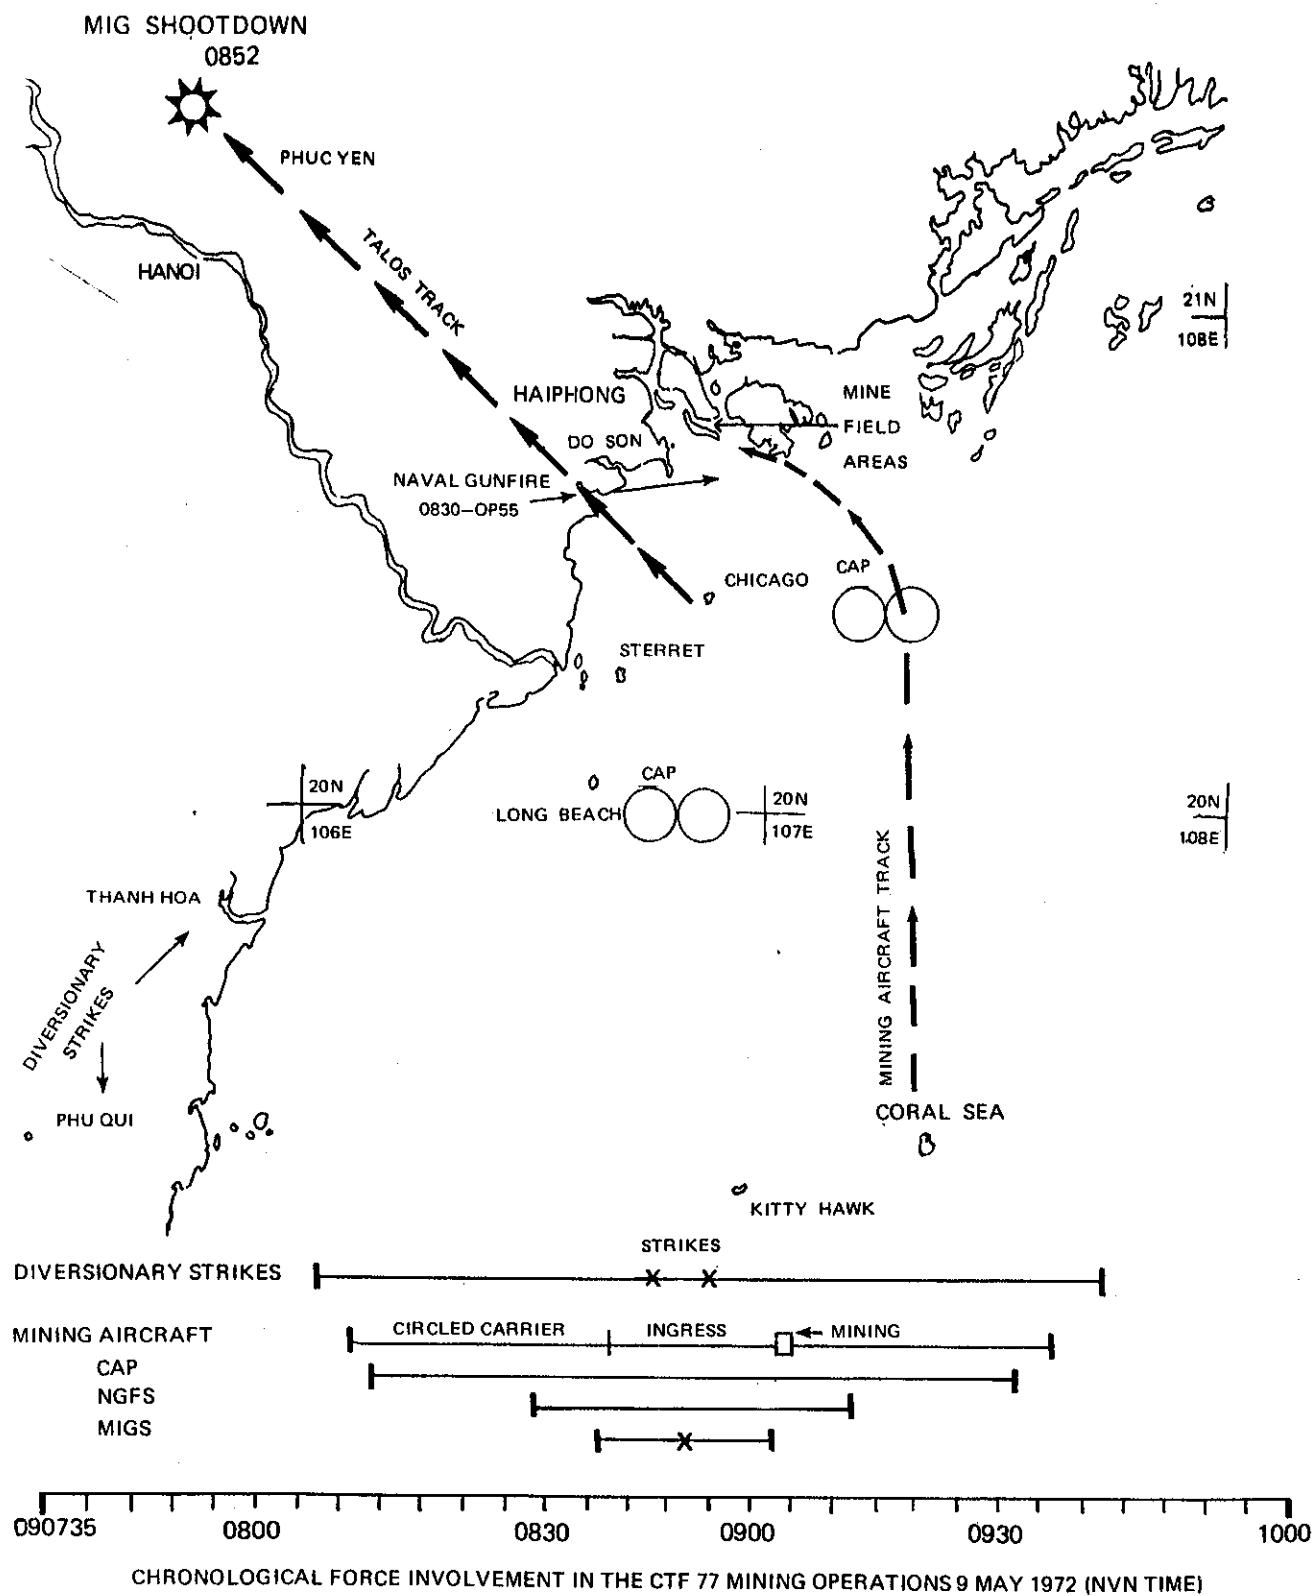 MIG SHOOTDOWN
0852
PHUC YEN
HANOI
TALOS TRACK
21N
108E
HAIPHONG
MINE
FIELD
AREAS
DO SON
NAVAL GUNFIRE
0830-OP55
CHICAGO
CAP
STERRET
CAP
20N
106E
LONG BEACH
20N
107E
20N
108E
MINING AIRCRAFT TRACK
THANH HOA
DIVERSIONARY
STRIKES
PHU QUI
CORAL SEA
KITTY HAWK
STRIKES
DIVERSIONARY STRIKES
MINING AIRCRAFT
CIRCLED CARRIER
INGRESS
MINING
CAP
NGFS
MIGS
090735
0800
0830
0900
0930
1000
CHRONOLOGICAL FORCE INVOLVEMENT IN THE CTF 77 MINING OPERATIONS 9 MAY 1972 (NVN TIME)